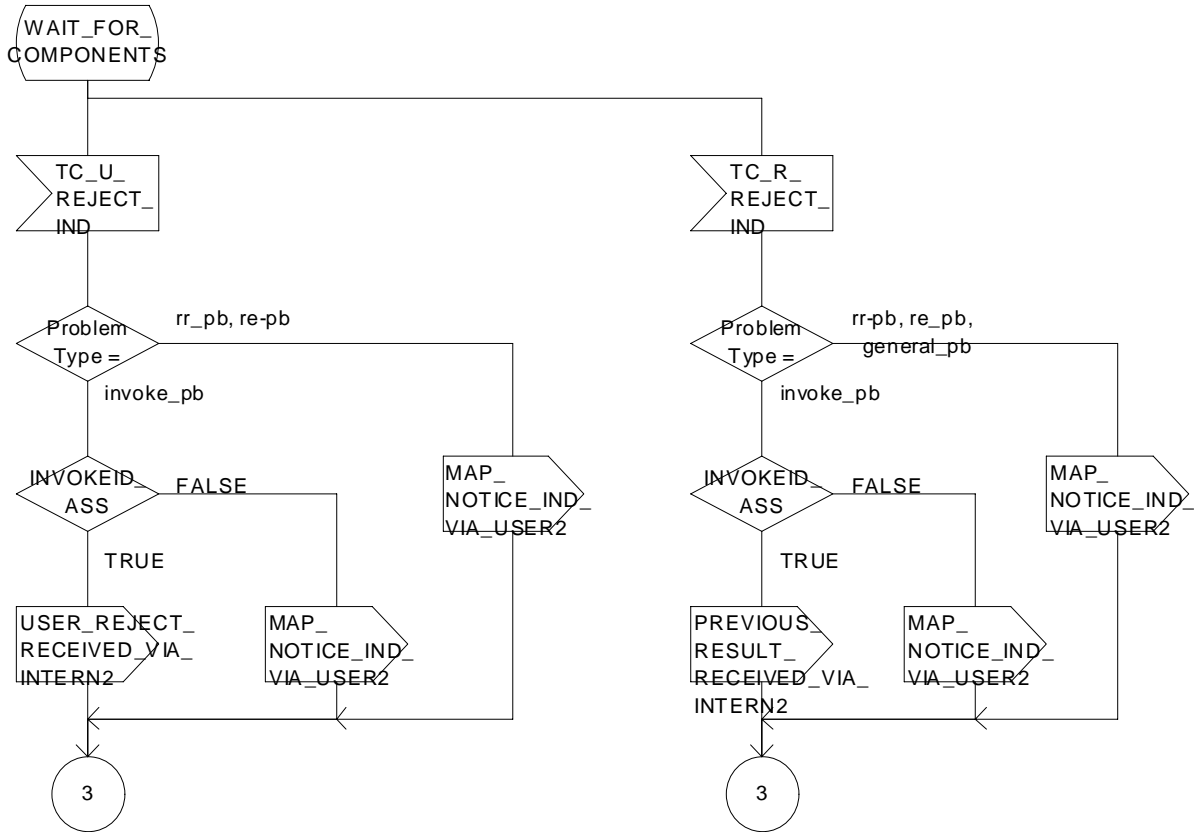 WAIT_FOR_
COMPONENTS
TC_U_
REJECT_
IND
TC_R_
REJECT_
IND
Problem
Type =
rr_pb, re-pb
invoke_pb
Problem
Type =
rr-pb, re_pb,
general_pb
invoke_pb
INVOKEID_
ASS
FALSE
TRUE
MAP_
NOTICE_IND_
VIA_USER2
INVOKEID_
ASS
FALSE
TRUE
MAP_
NOTICE_IND_
VIA_USER2
USER_REJECT_
RECEIVED_VIA_
INTERN2
MAP_
NOTICE_IND_
VIA_USER2
PREVIOUS_
RESULT_
RECEIVED_VIA_
INTERN2
MAP_
NOTICE_IND_
VIA_USER2
3
3